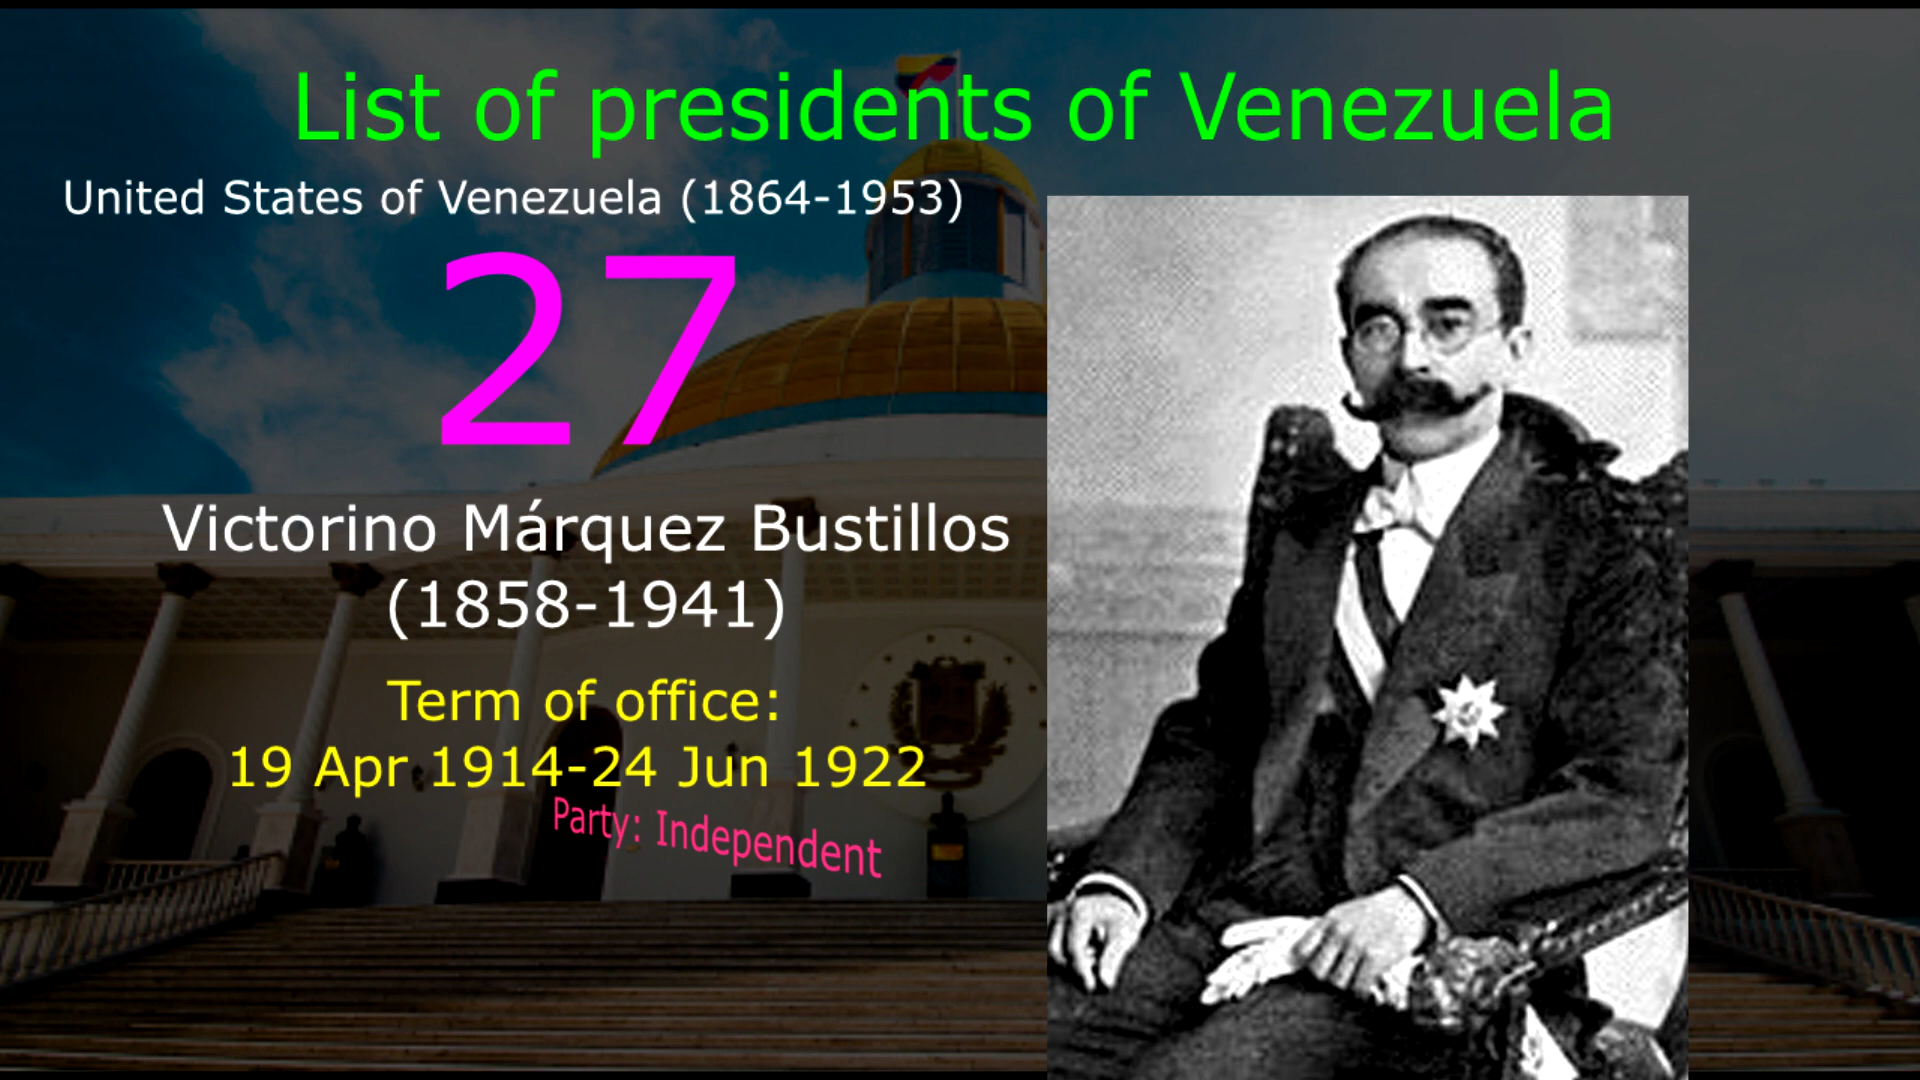 List of presidents of Venezuela
United States of Venezuela (1864-1953)
27
Victorino Márquez Bustillos
(1858-1941)
Term of office:
19 Apr 1914-24 Jun 1922
Party: Independent